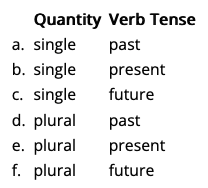 Quantity Verb Tense
a. single past
b. single present
c. single future
d. plural past
e. plural present
f. plural future